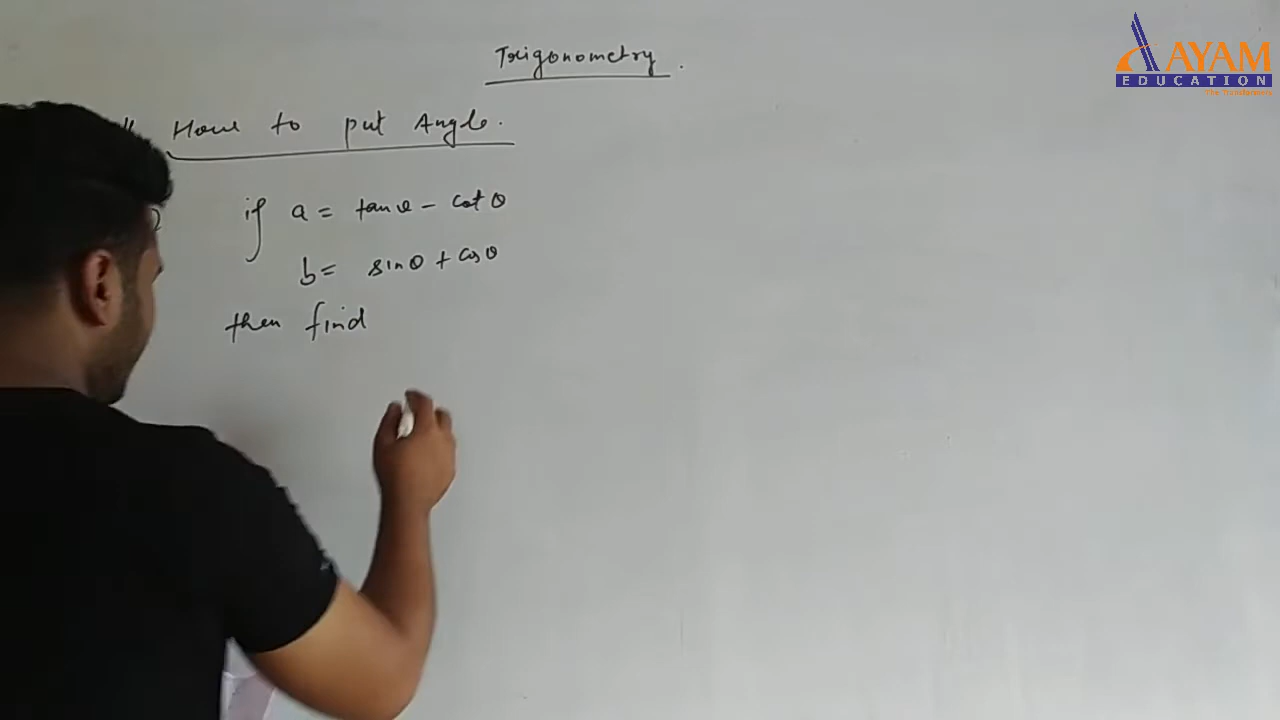 AYAM
EDUCATION
Trigonometry.
How to put Angle.
if a = tanθ - cotθ
b = sinθ + cosθ
then find